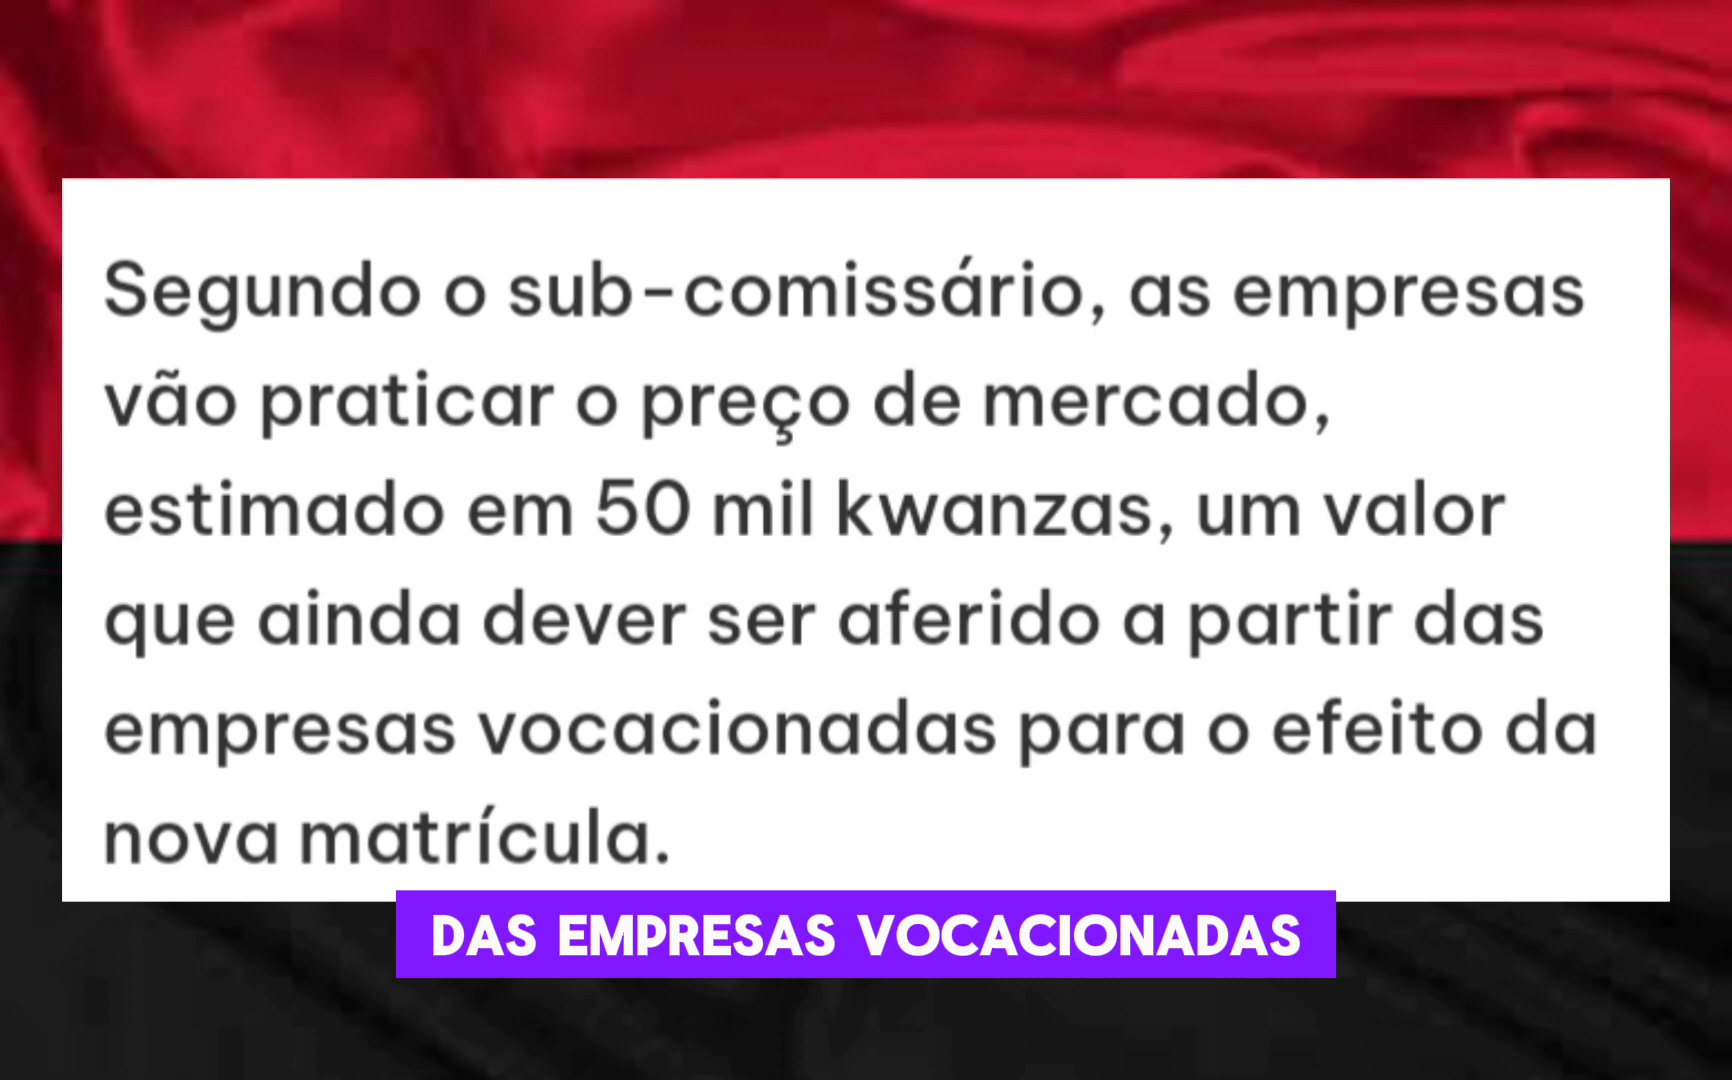 Segundo o sub-comissário, as empresas
vão praticar o preço de mercado,
estimado em 50 mil kwanzas, um valor
que ainda dever ser aferido a partir das
empresas vocacionadas para o efeito da
nova matrícula.
DAS EMPRESAS VOCACIONADAS